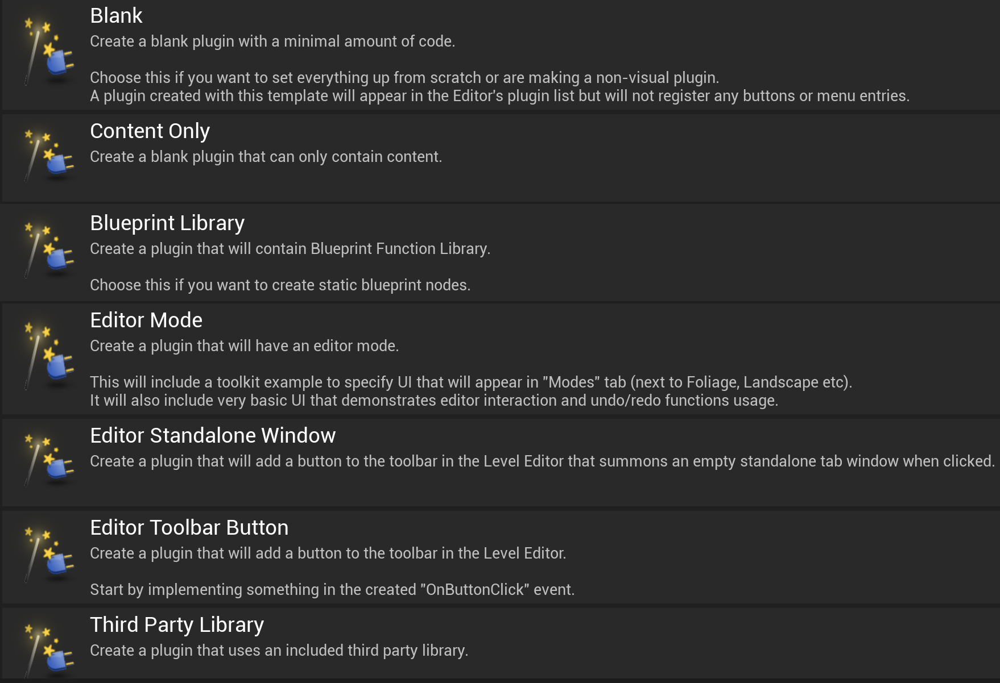 Blank
Create a blank plugin with a minimal amount of code.
Choose this if you want to set everything up from scratch or are making a non-visual plugin.
A plugin created with this template will appear in the Editor's plugin list but will not register any buttons or menu entries.
Content Only
Create a blank plugin that can only contain content.
Blueprint Library
Create a plugin that will contain Blueprint Function Library.
Choose this if you want to create static blueprint nodes.
Editor Mode
Create a plugin that will have an editor mode.
This will include a toolkit example to specify UI that will appear in "Modes" tab (next to Foliage, Landscape etc).
It will also include very basic UI that demonstrates editor interaction and undo/redo functions usage.
Editor Standalone Window
Create a plugin that will add a button to the toolbar in the Level Editor that summons an empty standalone tab window when clicked.
Editor Toolbar Button
Create a plugin that will add a button to the toolbar in the Level Editor.
Start by implementing something in the created "OnButtonClick" event.
Third Party Library
Create a plugin that uses an included third party library.